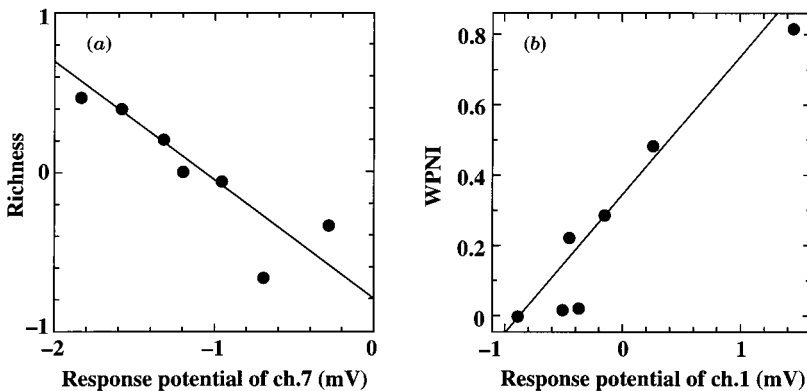 1
(a)
Richness
0
−1
−2
−1
0
Response potential of ch.7 (mV)
(b)
0.8
0.6
WPNI
0.4
0.2
0
−1
0
1
Response potential of ch.1 (mV)